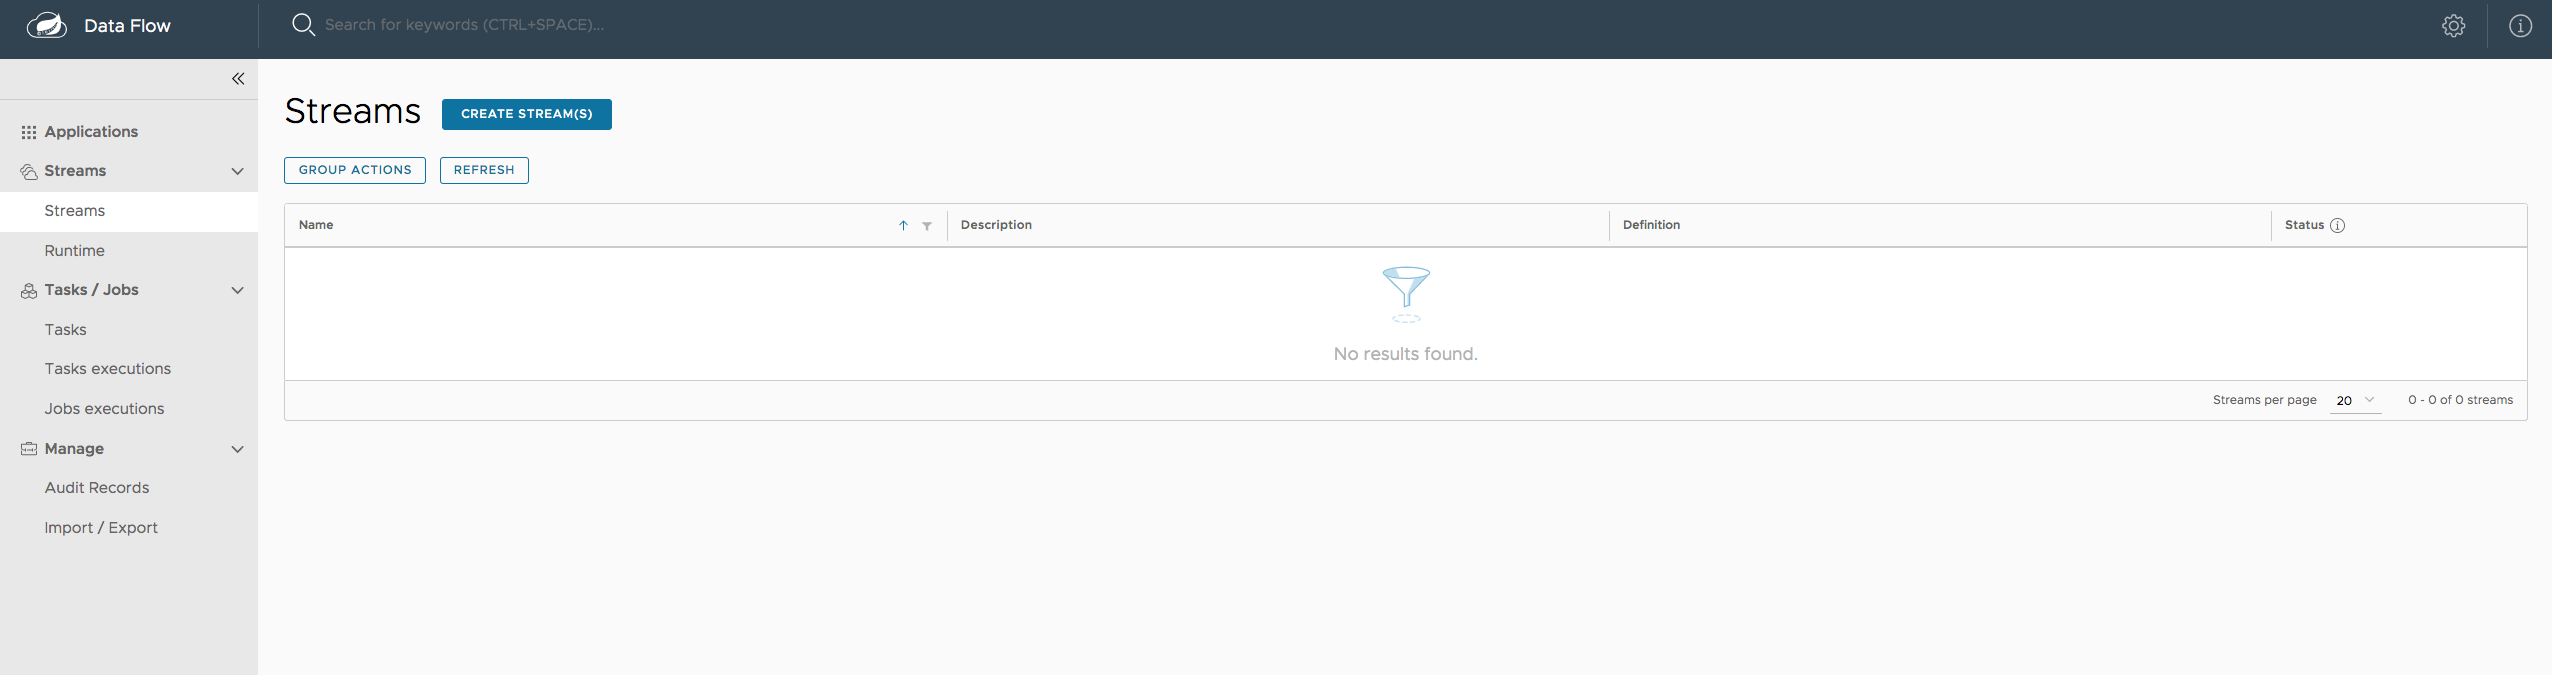 Data Flow
Search for keywords (CTRL+SPACE)...
Applications
Streams
Streams
Runtime
Tasks / Jobs
Tasks
Tasks executions
Jobs executions
Manage
Audit Records
Import / Export
Streams CREATE STREAM(S)
GROUP ACTIONS REFRESH
Name Description Definition Status
No results found.
Streams per page 20 0 - 0 of 0 streams